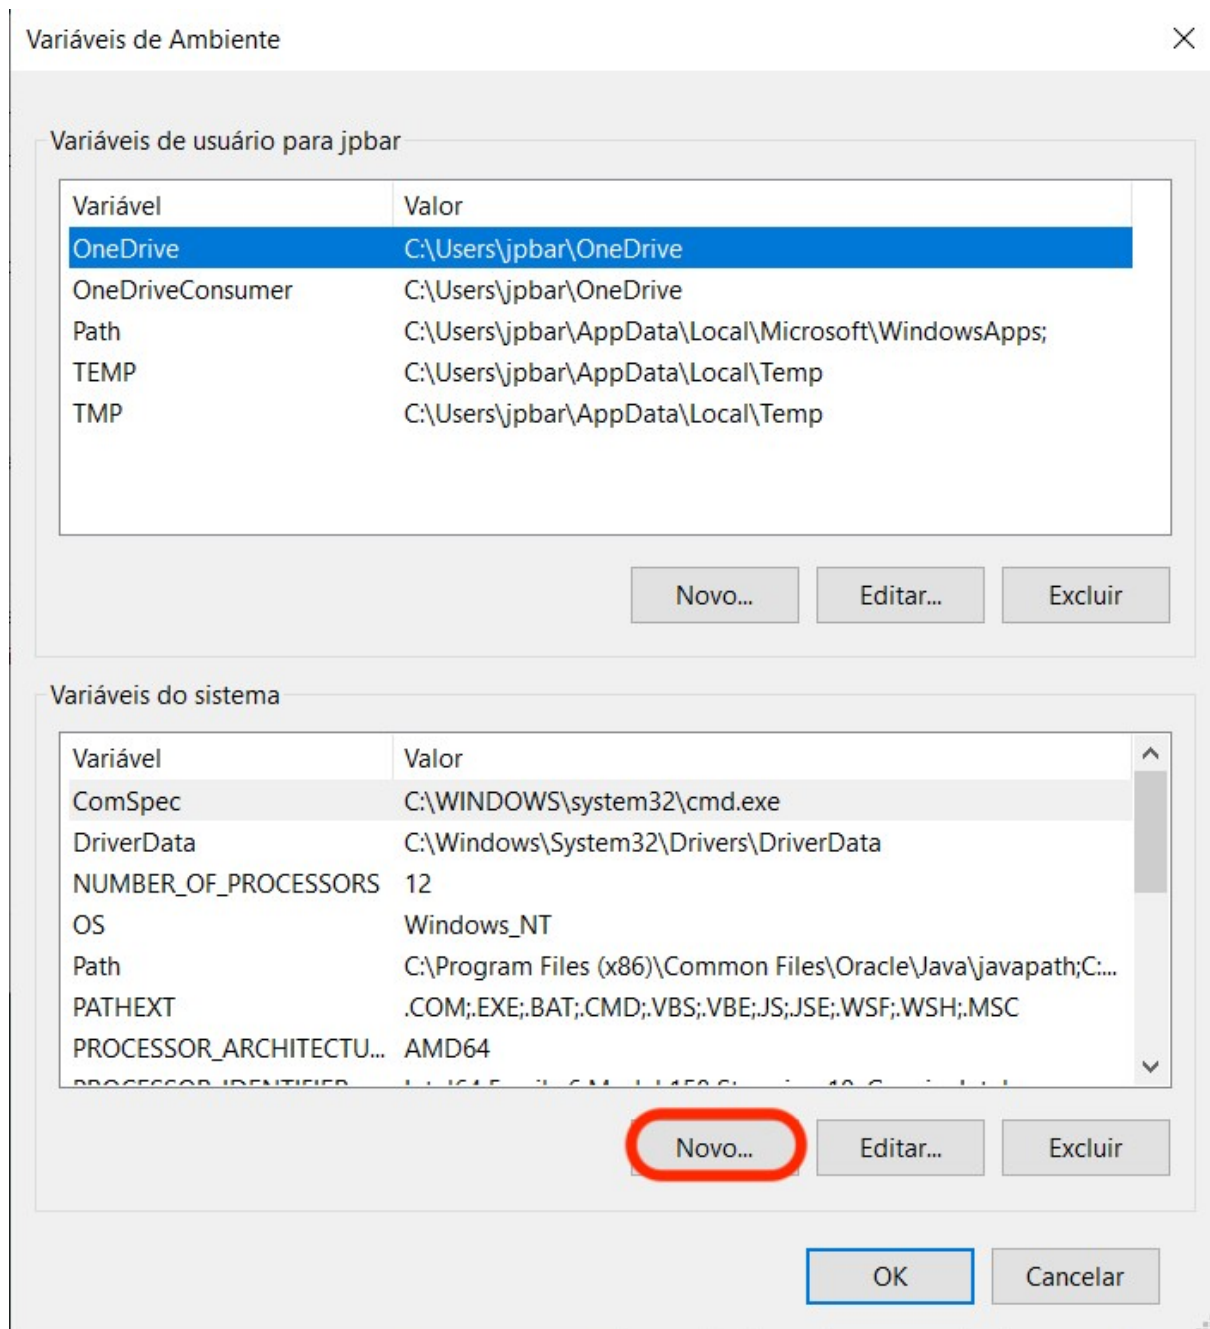 Variáveis de Ambiente
Variáveis de usuário para jpbar
Variável Valor
OneDrive C:\Users\jpbar\OneDrive
OneDriveConsumer C:\Users\jpbar\OneDrive
Path C:\Users\jpbar\AppData\Local\Microsoft\WindowsApps;
TEMP C:\Users\jpbar\AppData\Local\Temp
TMP C:\Users\jpbar\AppData\Local\Temp
Novo... Editar... Excluir
Variáveis do sistema
Variável Valor
ComSpec C:\WINDOWS\system32\cmd.exe
DriverData C:\Windows\System32\Drivers\DriverData
NUMBER_OF_PROCESSORS 12
OS Windows_NT
Path C:\Program Files (x86)\Common Files\Oracle\Java\javapath;C:...
PATHEXT .COM;.EXE;.BAT;.CMD;.VBS;.VBE;.JS;.JSE;.WSF;.WSH;.MSC
PROCESSOR_ARCHITECTU... AMD64
PROCESSOR_IDENTIFIER
Novo... Editar... Excluir
OK Cancelar